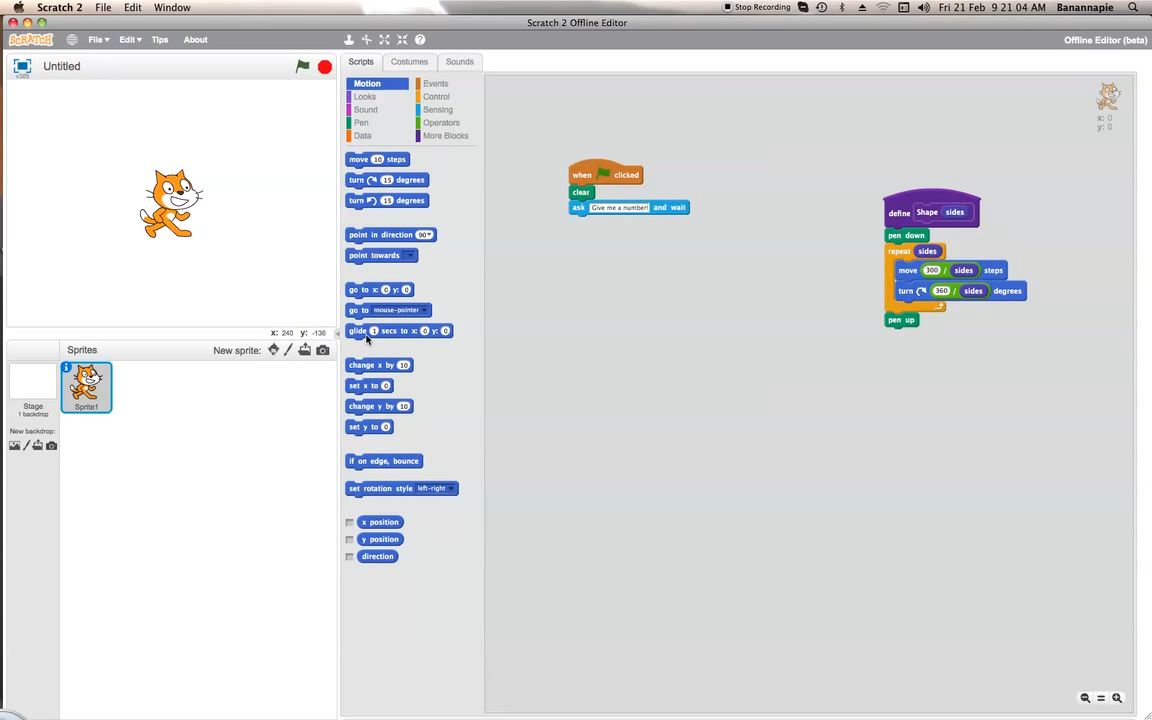 Scratch 2 File Edit Window Stop Recording Fri 21 Feb 9 21 04 AM Banannapie
Scratch 2 Offline Editor
SCRATCH File Edit Tips About Offline Editor (beta)
v385 Untitled
Scripts Costumes Sounds
Motion Events
Looks Control
Sound Sensing
Pen Operators
Data More Blocks
move 10 steps
turn 15 degrees
turn 15 degrees
point in direction 90
point towards
go to x: 0 y: 0
go to mouse-pointer
glide 1 secs to x: 0 y: 0
change x by 10
set x to 0
change y by 10
set y to 0
if on edge, bounce
set rotation style left-right
x position
y position
direction
when clicked
clear
ask Give me a number! and wait
define Shape sides
pen down
repeat sides
move 300 / sides steps
turn 360 / sides degrees
pen up
x: 0
y: 0
x: 240 y: -136
Sprites New sprite:
Stage
1 backdrop
New backdrop:
Sprite1